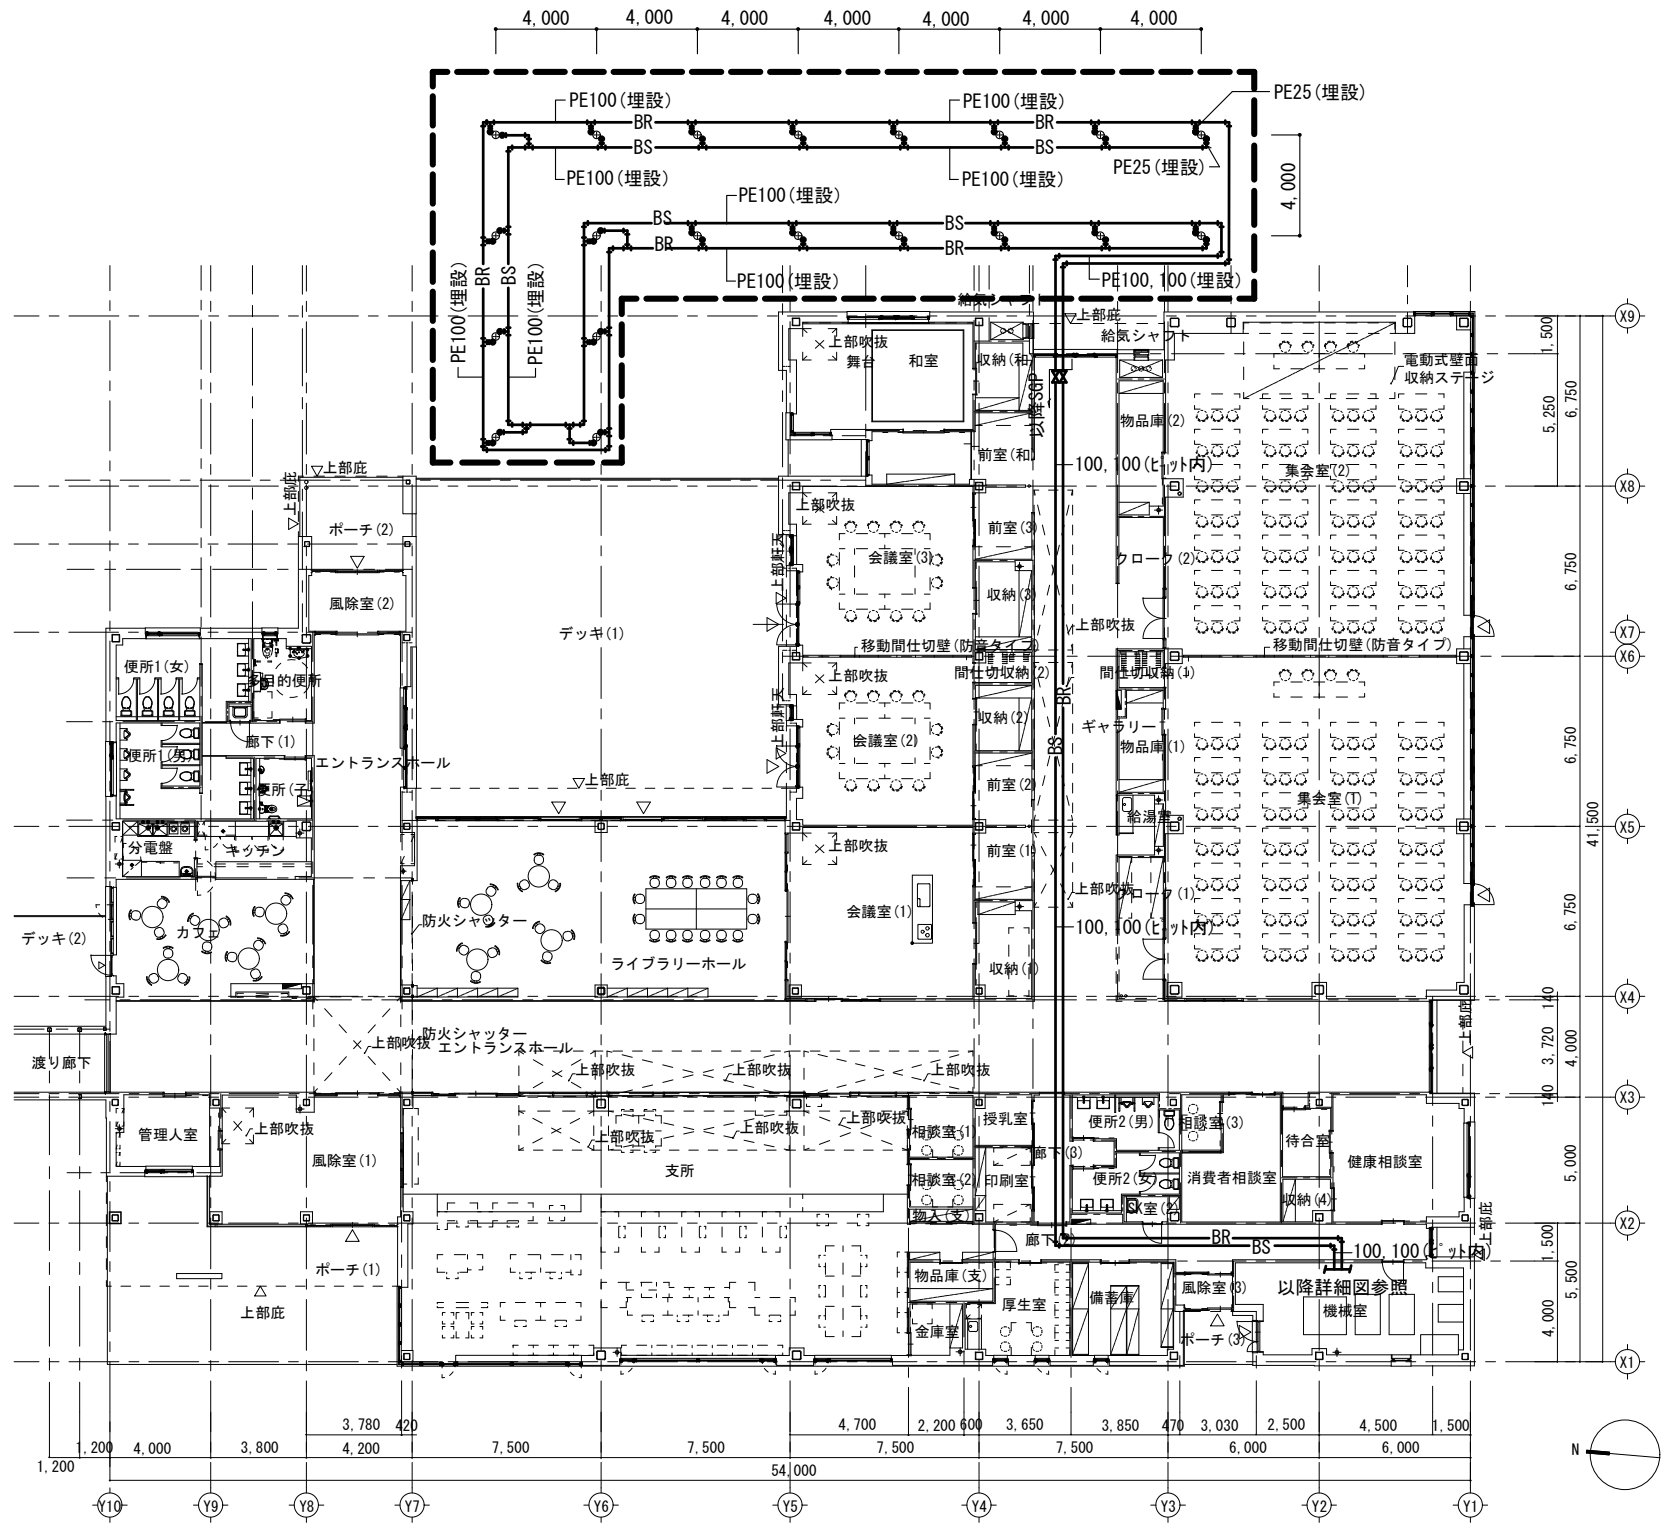 4,000 4,000 4,000 4,000 4,000 4,000 4,000
PE100(埋設)
PE100(埋設)
PE25(埋設)
BR
BR
BS
BS
PE25(埋設)
PE100(埋設)
PE100(埋設)
4,000
PE100(埋設)
BS
BS
BR
BR
PE100(埋設)
PE100,100(埋設)
PE100(埋設)
BR
BS
PE100(埋設)
X9
上部庇
給気シャフト
上部吹抜
舞台
和室
収納(和)
以降SGP
電動式壁面
収納ステージ
1,500
6,750
5,250
物品庫(2)
前室(和)
100,100(ピット内)
集会室(2)
上部庇
上部庇
X8
ポーチ(2)
上部吹抜
前室(3)
会議室(3)
クローク(2)
収納(3)
風除室(2)
デッキ(1)
上部吹抜
6,750
X7
移動間仕切壁(防音タイプ)
移動間仕切壁(防音タイプ)
X6
便所1(女)
多目的便所
上部吹抜
間仕切収納(2)
間仕切収納(1)
BR
収納(2)
ギャラリー
会議室(2)
物品庫(1)
BS
廊下(1)
便所1(男)
エントランスホール
上部庇
便所(子)
前室(2)
6,750
集会室(1)
給湯室
X5
41,500
分電盤
キッチン
上部吹抜
前室(1)
上部吹抜
クローク(1)
防火シャッター
会議室(1)
100,100(ピット内)
6,750
デッキ(2)
カフェ
ライブラリーホール
収納(1)
X4
140
3,720
4,000
140
上部庇
防火シャッター
上部吹抜
エントランスホール
渡り廊下
上部吹抜
上部吹抜
上部吹抜
X3
管理人室
上部吹抜
上部吹抜
上部吹抜
上部吹抜
相談室(1)
授乳室
便所2(男)
相談室(3)
待合室
風除室(1)
支所
廊下(3)
健康相談室
5,000
相談室(2)
印刷室
便所2(女)
消費者相談室
収納(4)
物入(支)
SK室(2)
X2
上部庇
BR
BS
100,100(ピット内)
1,500
5,500
ポーチ(1)
物品庫(支)
風除室(3)
以降詳細図参照
上部庇
厚生室
備蓄庫
機械室
金庫室
ポーチ(3)
4,000
X1
3,780 420
4,700 2,200 600 3,650 3,850 470 3,030 2,500 4,500 1,500
1,200 4,000 3,800 4,200 7,500 7,500 7,500 7,500 6,000 6,000
1,200
54,000
N
Y10 Y9 Y8 Y7 Y6 Y5 Y4 Y3 Y2 Y1